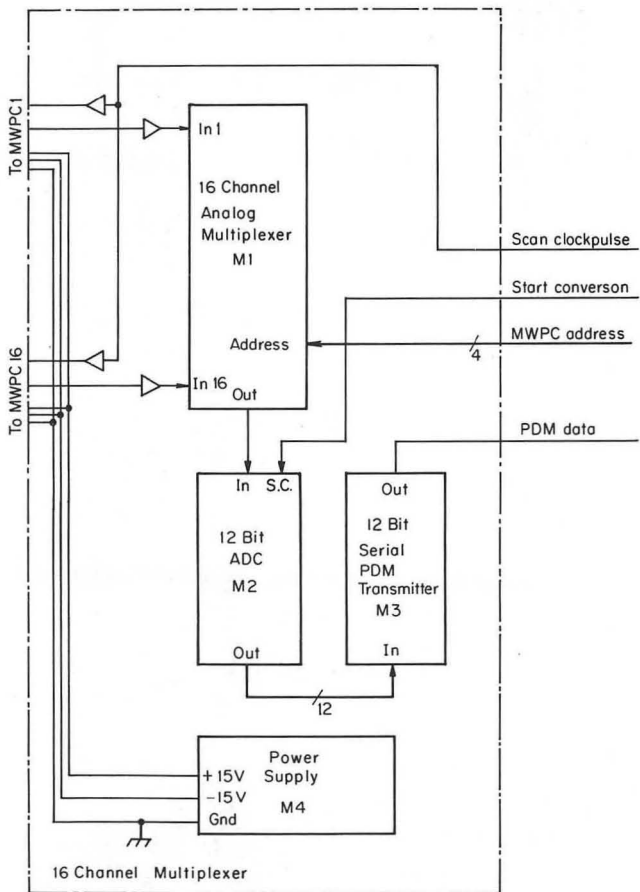 To MWPC 1
In 1
16 Channel
Analog
Multiplexer
M1
Scan clockpulse
Start converson
MWPC address
4
Address
To MWPC 16
In 16
Out
PDM data
In S.C.
12 Bit
ADC
M2
Out
Out
12 Bit
Serial
PDM
Transmitter
M3
In
12
Power
Supply
+15V
-15V
Gnd
M4
16 Channel Multiplexer